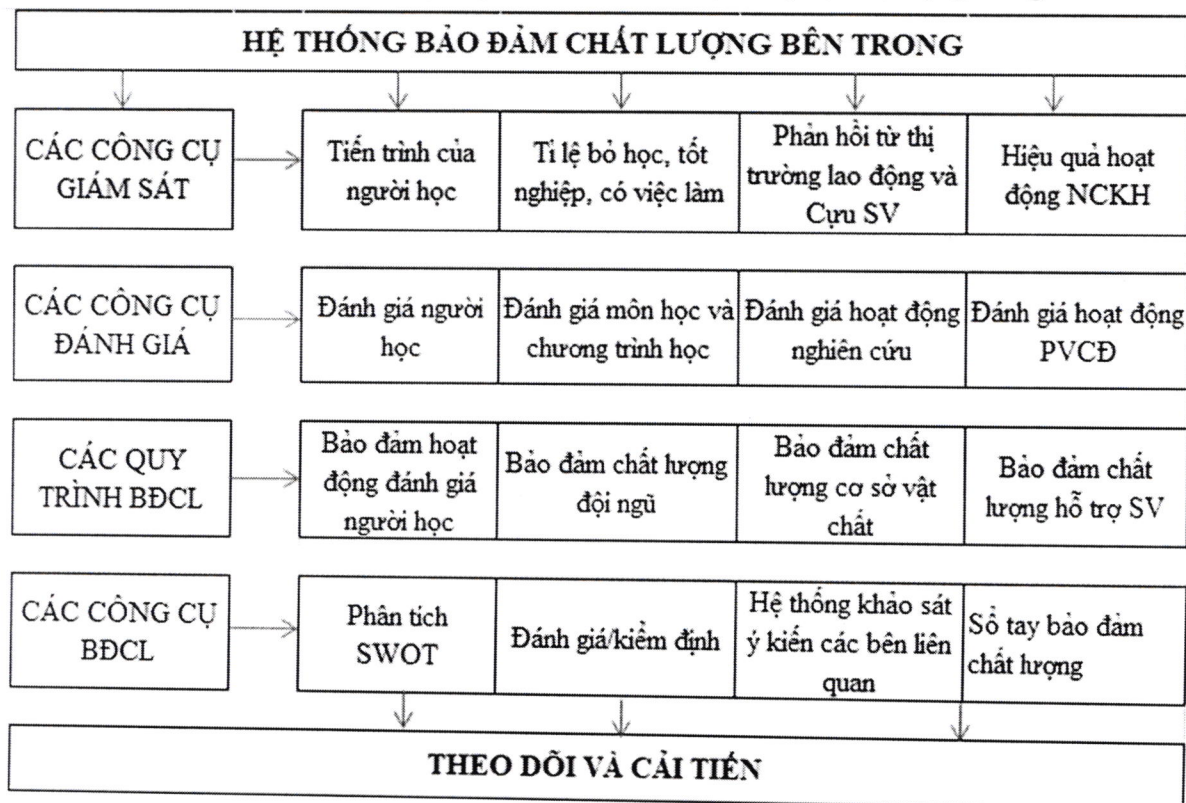 HỆ THỐNG BẢO ĐẢM CHẤT LƯỢNG BÊN TRONG
CÁC CÔNG CỤ
GIÁM SÁT
Tiến trình của
người học
Tỉ lệ bỏ học, tốt
nghiệp, có việc làm
Phản hồi từ thị
trường lao động và
Cựu SV
Hiệu quả hoạt
động NCKH
CÁC CÔNG CỤ
ĐÁNH GIÁ
Đánh giá người
học
Đánh giá môn học và
chương trình học
Đánh giá hoạt động
nghiên cứu
Đánh giá hoạt động
PVCĐ
CÁC QUY
TRÌNH BĐCL
Bảo đảm hoạt
động đánh giá
người học
Bảo đảm chất lượng
đội ngũ
Bảo đảm chất
lượng cơ sở vật
chất
Bảo đảm chất
lượng hỗ trợ SV
CÁC CÔNG CỤ
BĐCL
Phân tích
SWOT
Đánh giá/kiểm định
Hệ thống khảo sát
ý kiến các bên liên
quan
Sổ tay bảo đảm
chất lượng
THEO DÕI VÀ CẢI TIẾN